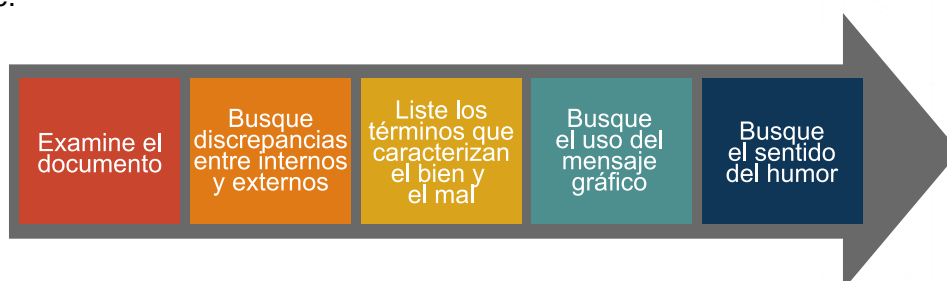 Examine el
documento
Busque
discrepancias
entre internos
y externos
Liste los
términos que
caracterizan
el bien y
el mal
Busque
el uso del
mensaje
gráfico
Busque
el sentido
del humor